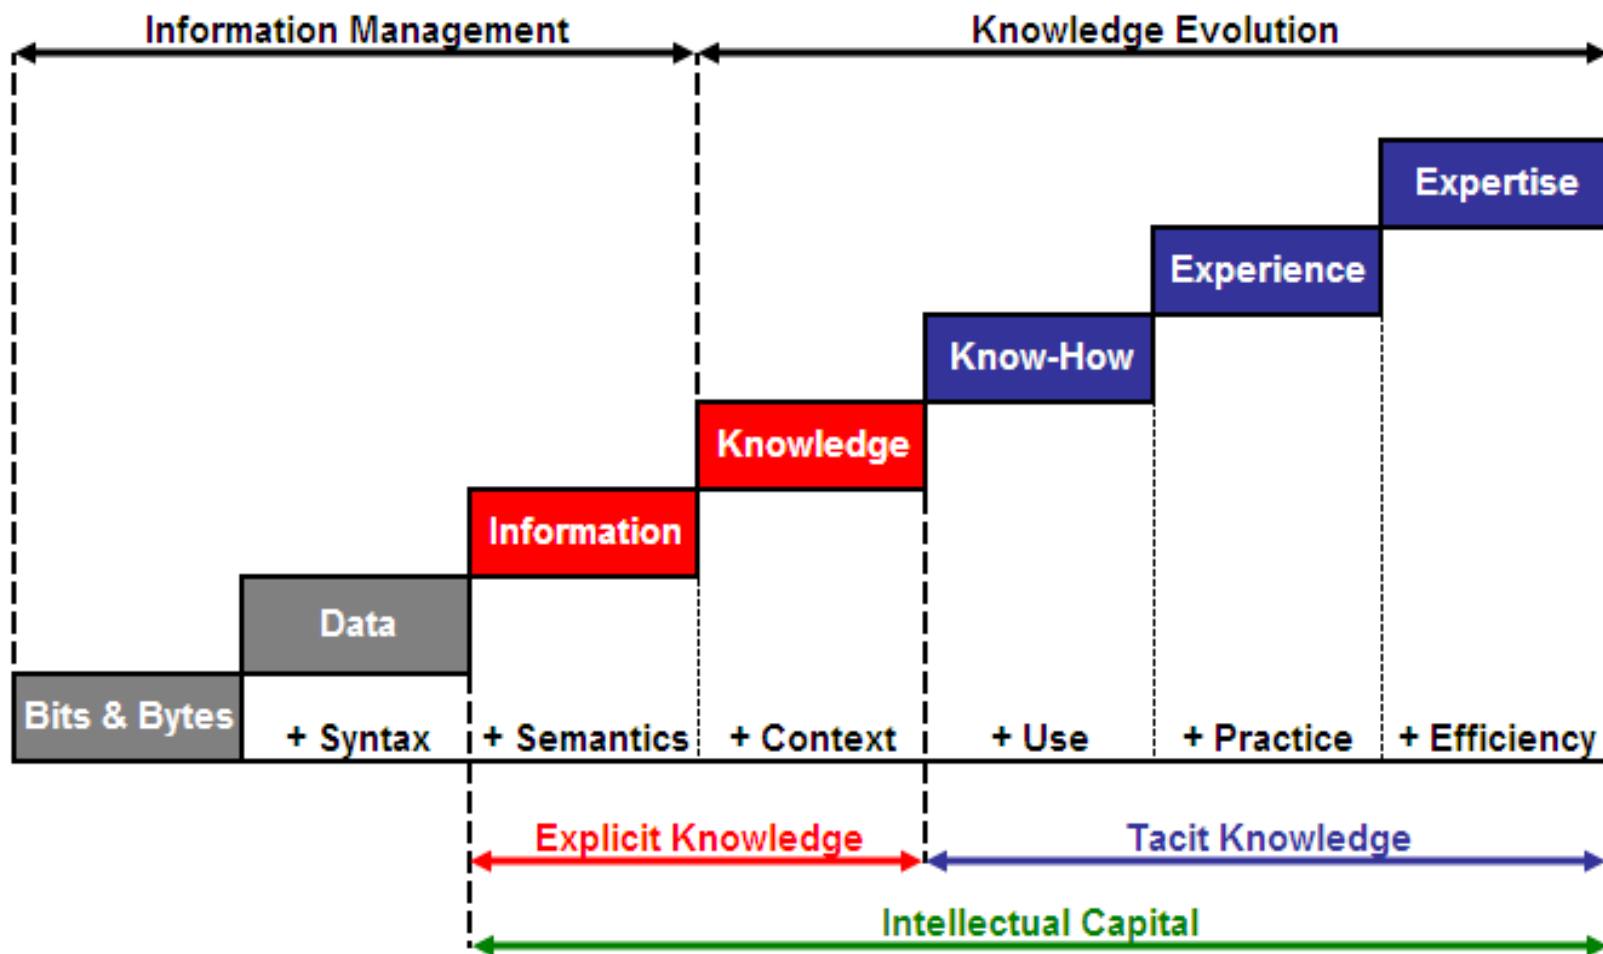 Information Management
Knowledge Evolution
Expertise
Experience
Know-How
Knowledge
Information
Data
Bits & Bytes
+ Syntax
+ Semantics
+ Context
+ Use
+ Practice
+ Efficiency
Explicit Knowledge
Tacit Knowledge
Intellectual Capital